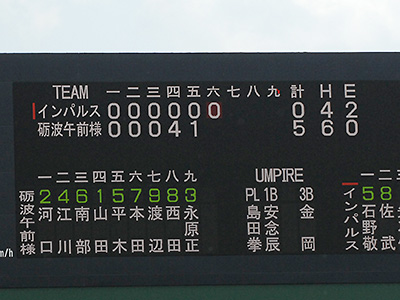 TEAM 一 二 三 四 五 六 七 八 九 計 H E
インパルス 0 0 0 0 0 0 0 4 2
砺波午前様 0 0 0 4 1 5 6 0
一 二 三 四 五 六 七 八 九 UMPIRE 一 二
砺波午前様
2 4 6 1 5 7 9 8 3
河口
江川
南部
山田
平木
本田
渡辺
西田
永原正
PL 1B 3B
島田拳
安念辰
金岡
インパルス
5 8
m/h